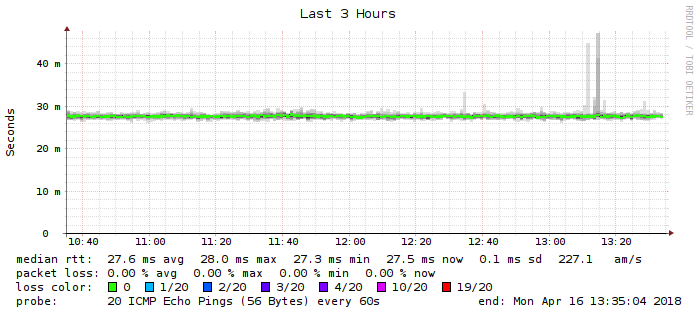 Last 3 Hours
RRDTOOL / TOBI OETIKER
Seconds
40 m
30 m
20 m
10 m
0
10:40 11:00 11:20 11:40 12:00 12:20 12:40 13:00 13:20
median rtt: 27.6 ms avg 28.0 ms max 27.3 ms min 27.5 ms now 0.1 ms sd 227.1 am/s
packet loss: 0.00 % avg 0.00 % max 0.00 % min 0.00 % now
loss color: 0 1/20 2/20 3/20 4/20 10/20 19/20
probe: 20 ICMP Echo Pings (56 Bytes) every 60s end: Mon Apr 16 13:35:04 2018